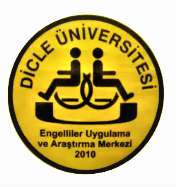 DİCLE ÜNİVERSİTESİ
Engelliler Uygulama
ve Araştırma Merkezi
2010